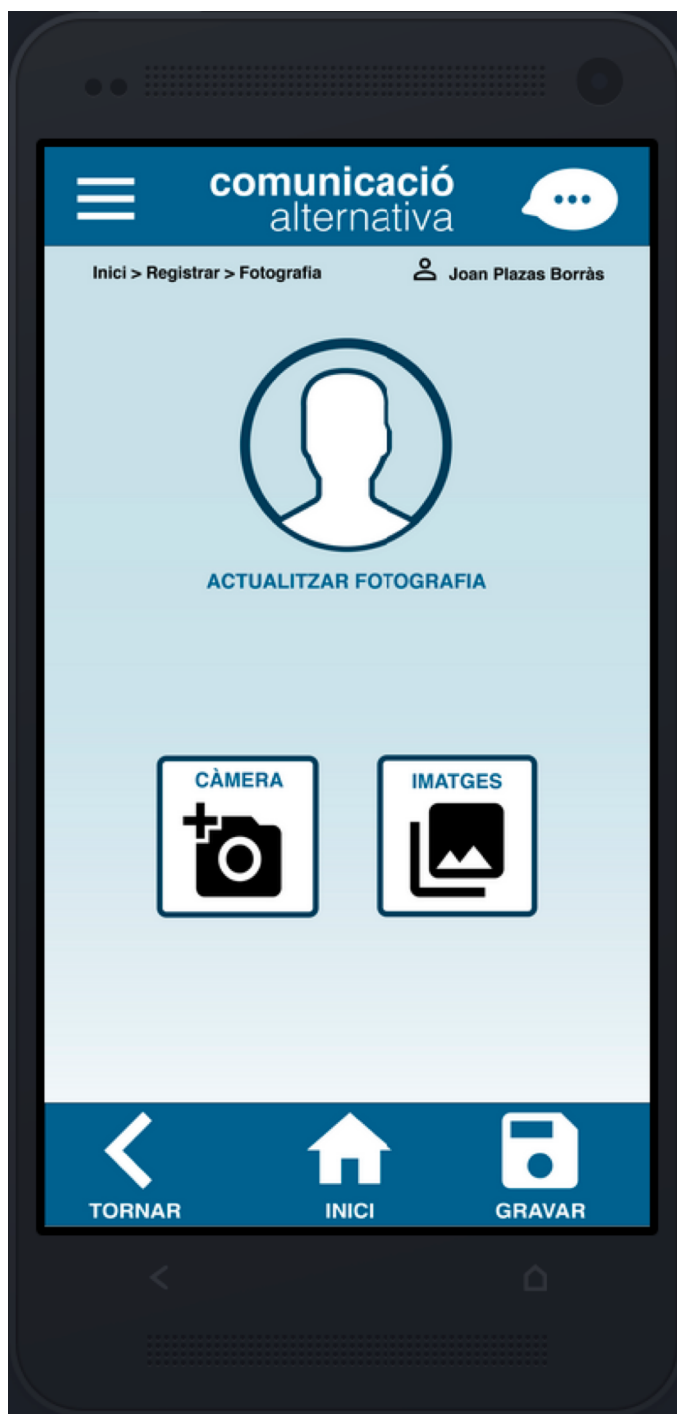 comunicació
alternativa
Inici > Registrar > Fotografia
Joan Plazas Borràs
ACTUALITZAR FOTOGRAFIA
CÀMERA
IMATGES
TORNAR
INICI
GRAVAR